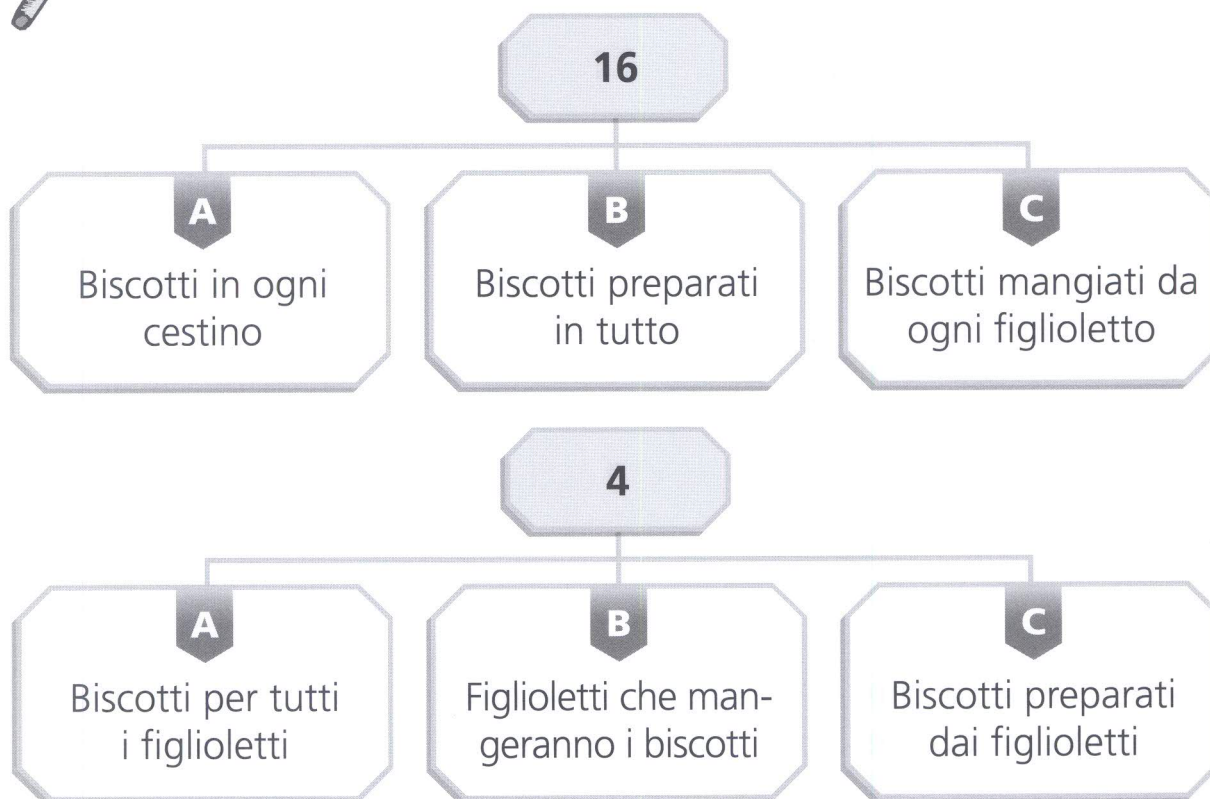 16
A
Biscotti in ogni
cestino
B
Biscotti preparati
in tutto
C
Biscotti mangiati da
ogni figlioletto
4
A
Biscotti per tutti
i figlioletti
B
Figlioletti che man-
geranno i biscotti
C
Biscotti preparati
dai figlioletti